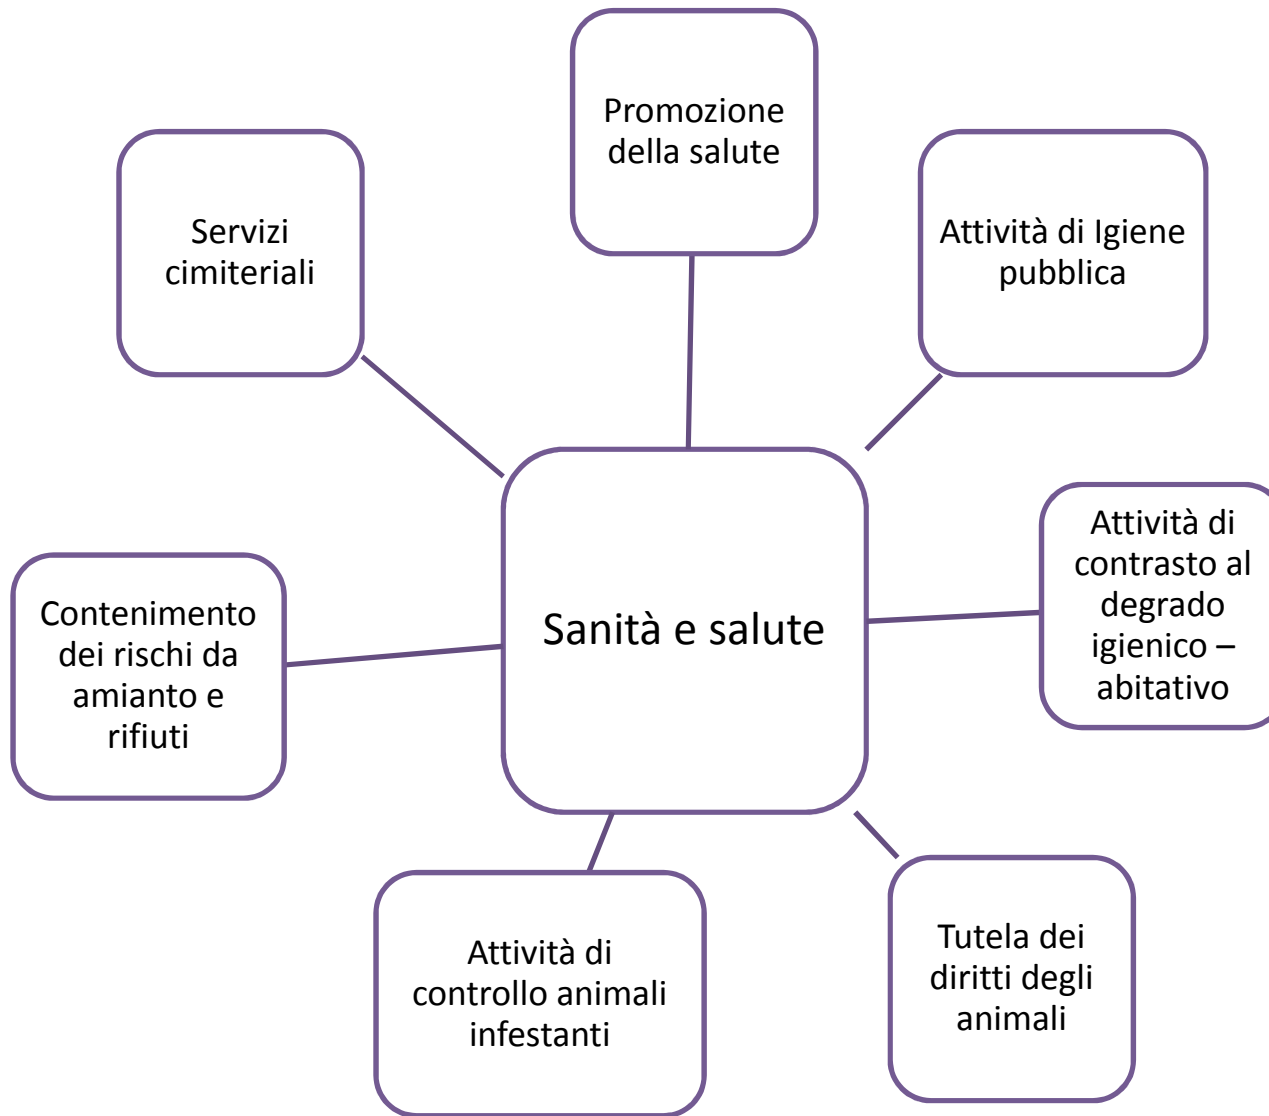 Promozione
della salute
Servizi
cimiteriali
Attività di Igiene
pubblica
Attività di
contrasto al
degrado
igienico –
abitativo
Sanità e salute
Contenimento
dei rischi da
amianto e
rifiuti
Attività di
controllo animali
infestanti
Tutela dei
diritti degli
animali